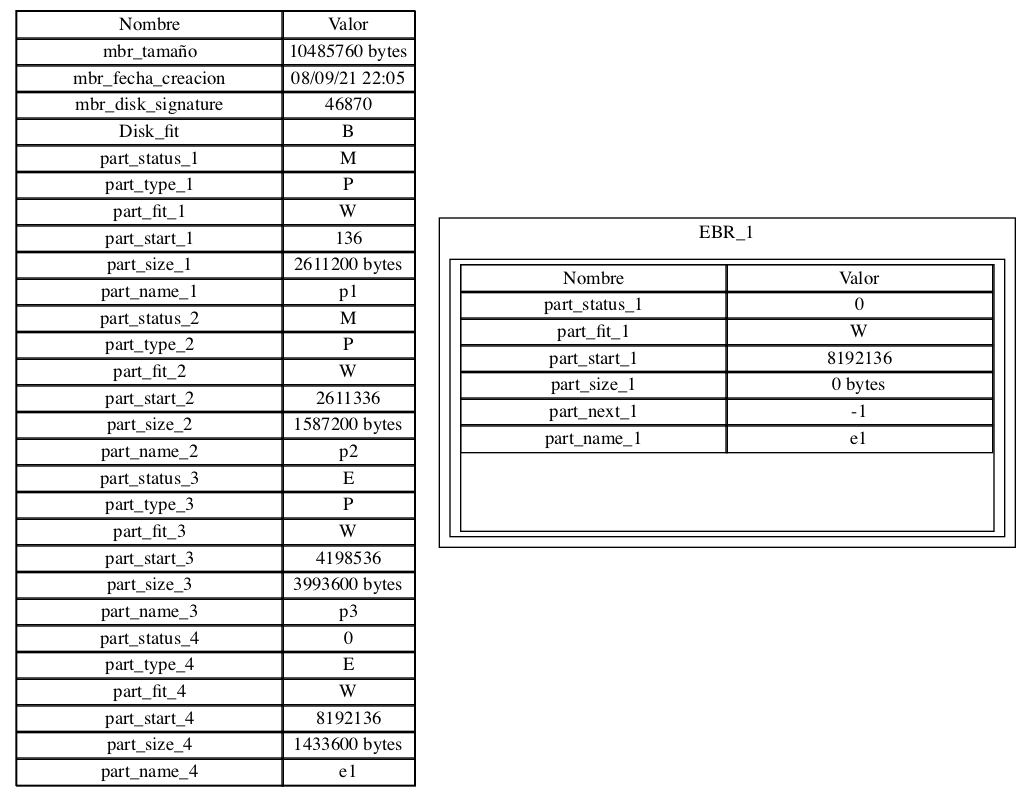 Nombre Valor
mbr_tamaño 10485760 bytes
mbr_fecha_creacion 08/09/21 22:05
mbr_disk_signature 46870
Disk_fit B
part_status_1 M
part_type_1 P
part_fit_1 W
part_start_1 136
part_size_1 2611200 bytes
part_name_1 p1
part_status_2 M
part_type_2 P
part_fit_2 W
part_start_2 2611336
part_size_2 1587200 bytes
part_name_2 p2
part_status_3 E
part_type_3 P
part_fit_3 W
part_start_3 4198536
part_size_3 3993600 bytes
part_name_3 p3
part_status_4 0
part_type_4 E
part_fit_4 W
part_start_4 8192136
part_size_4 1433600 bytes
part_name_4 e1
EBR_1
Nombre Valor
part_status_1 0
part_fit_1 W
part_start_1 8192136
part_size_1 0 bytes
part_next_1 -1
part_name_1 e1